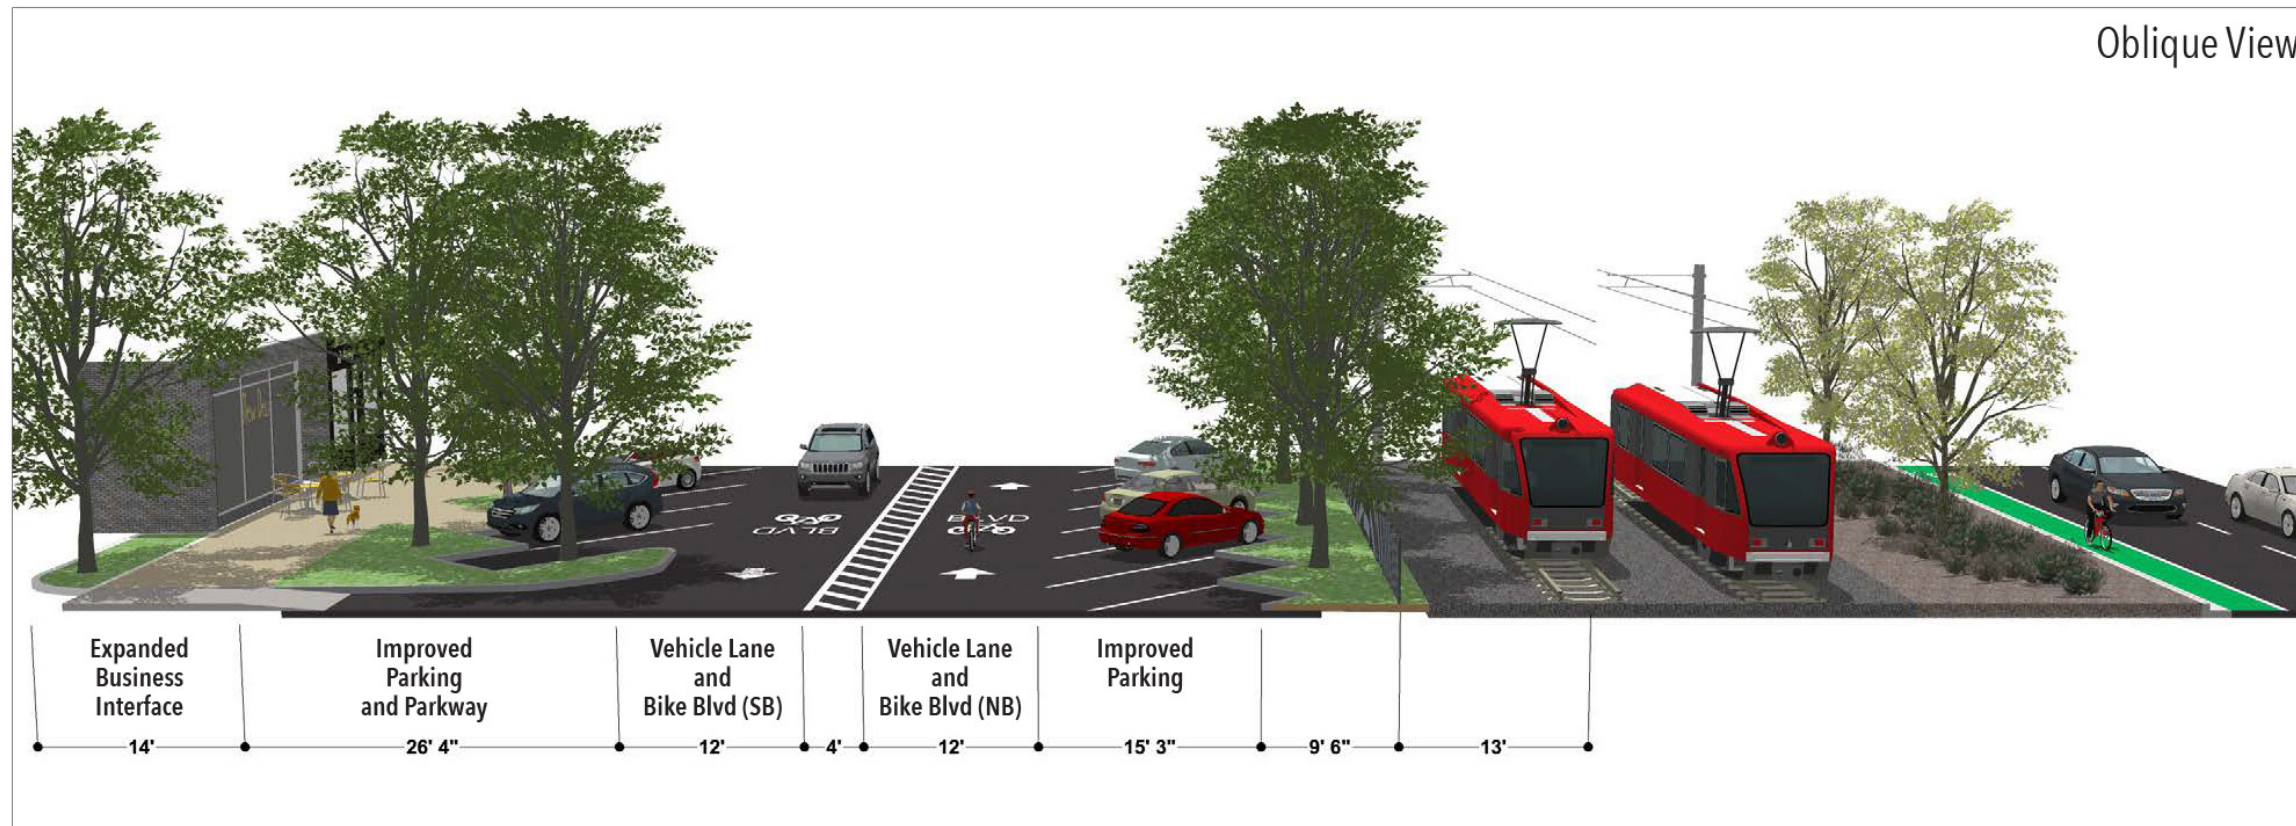 Oblique View
BLVD
BLVD
Expanded
Business
Interface
Improved
Parking
and Parkway
Vehicle Lane
and
Bike Blvd (SB)
Vehicle Lane
and
Bike Blvd (NB)
Improved
Parking
14'
26' 4"
12'
4'
12'
15' 3"
9' 6"
13'